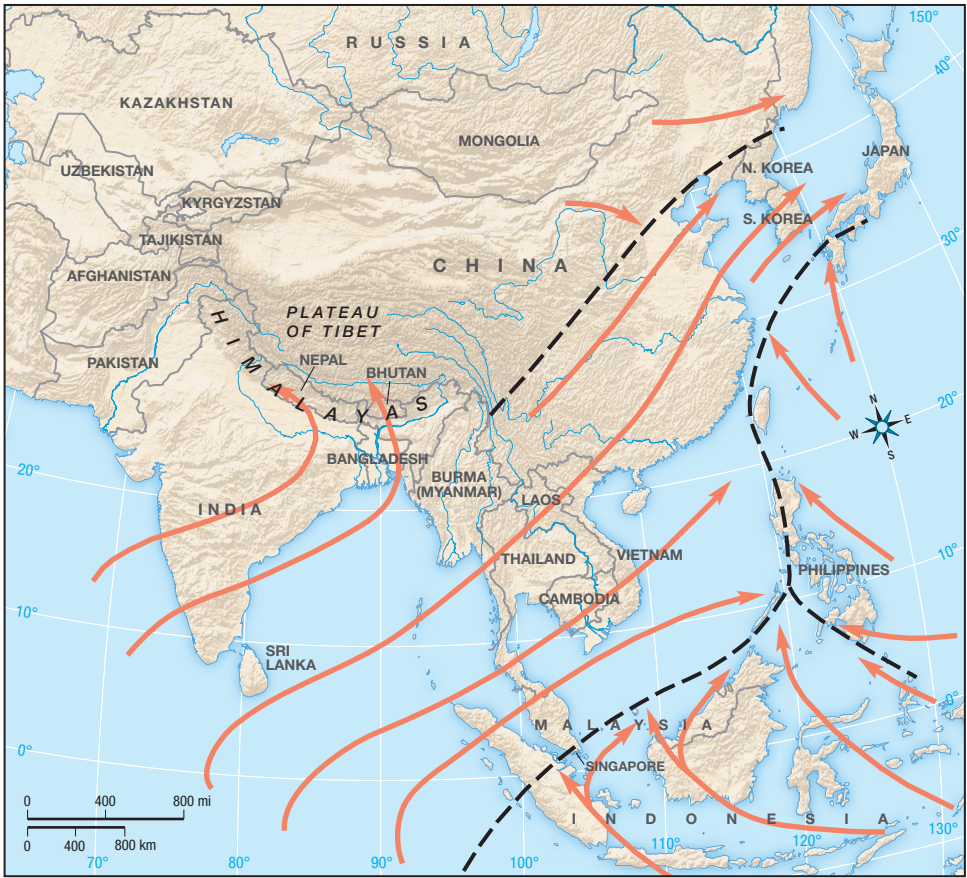 150°
RUSSIA
40°
KAZAKHSTAN
MONGOLIA
JAPAN
UZBEKISTAN
N. KOREA
KYRGYZSTAN
S. KOREA
TAJIKISTAN
30°
AFGHANISTAN
CHINA
PLATEAU
OF TIBET
HIMALAYAS
PAKISTAN
NEPAL
BHUTAN
20°
N
W E
S
BANGLADESH
20°
BURMA
(MYANMAR)
LAOS
INDIA
10°
THAILAND
VIETNAM
PHILIPPINES
CAMBODIA
10°
SRI
LANKA
0°
MALAYSIA
0°
SINGAPORE
0 400 800 mi
INDONESIA
0 400 800 km
130°
120°
70°
80°
90°
100°
110°